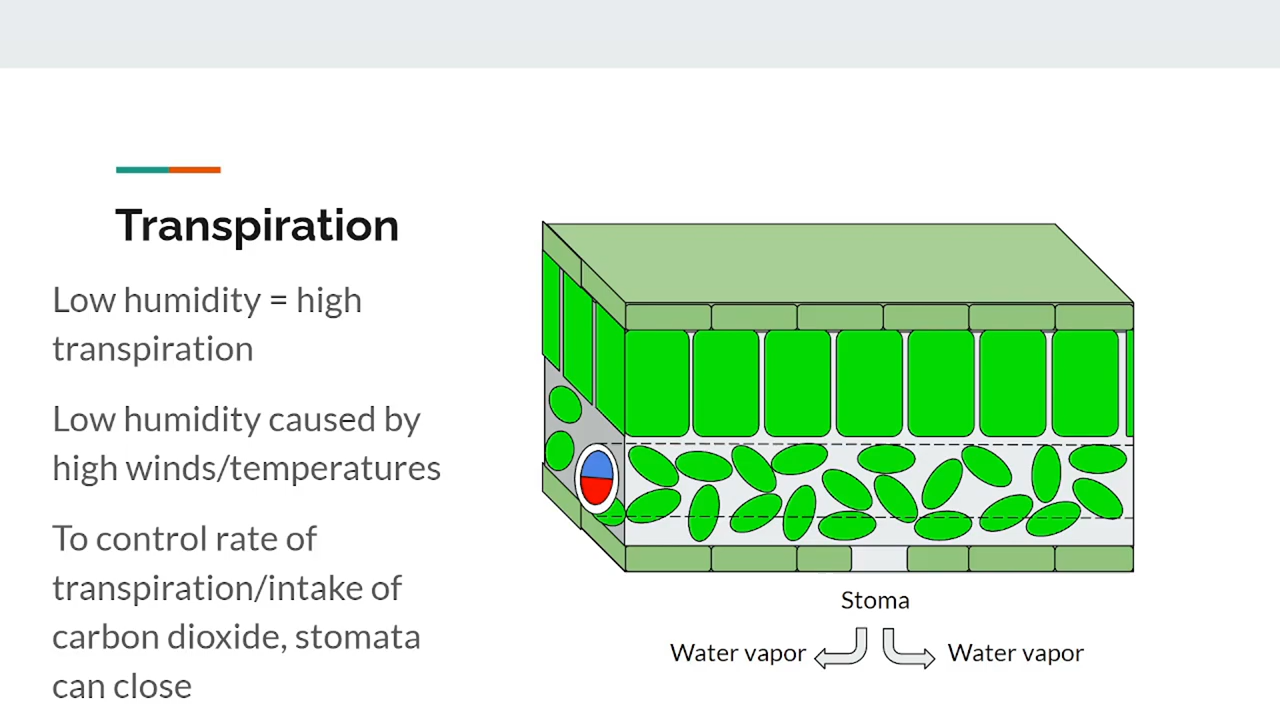 Transpiration
Low humidity = high
transpiration
Low humidity caused by
high winds/temperatures
To control rate of
transpiration/intake of
carbon dioxide, stomata
can close
Stoma
Water vapor
Water vapor